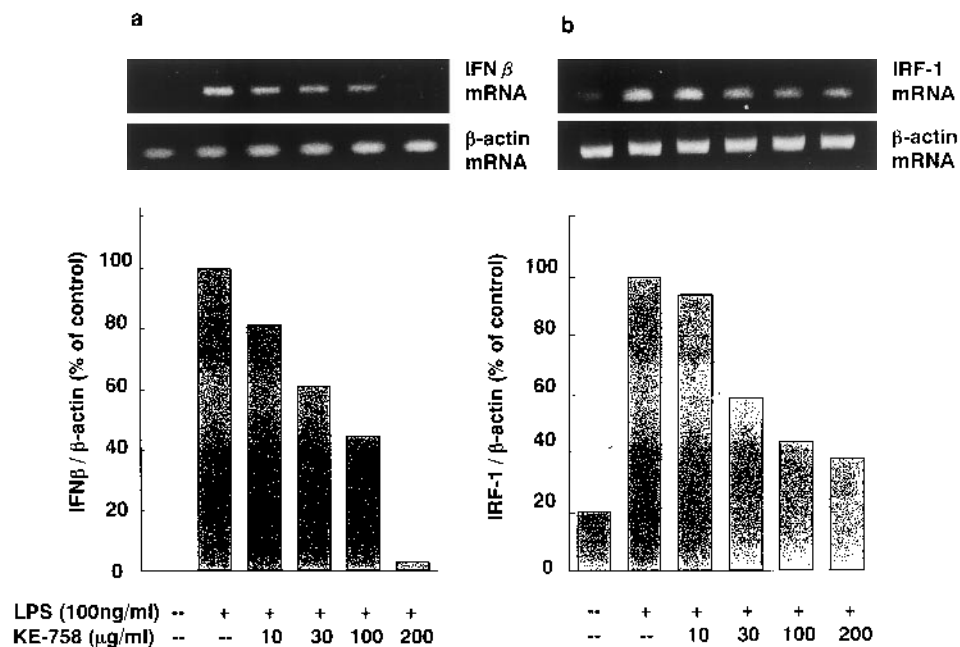 a
IFN β
mRNA
β-actin
mRNA
IFNβ / β-actin (% of control)
100
80
60
40
20
0
b
IRF-1
mRNA
β-actin
mRNA
IRF-1 / β-actin (% of control)
100
80
60
40
20
0
LPS (100ng/ml) -- + + + + + -- + + + + +
KE-758 (μg/ml) -- -- 10 30 100 200 -- -- 10 30 100 200